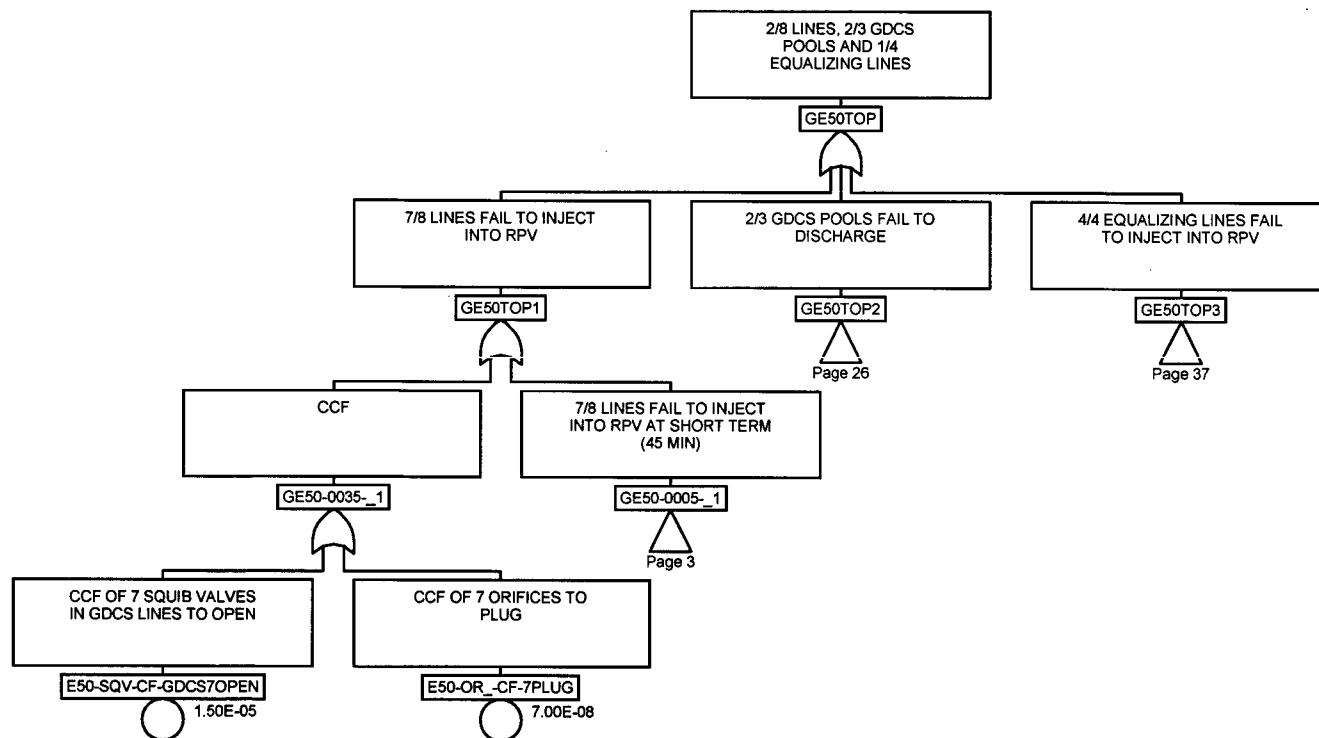 2/8 LINES, 2/3 GDCS
POOLS AND 1/4
EQUALIZING LINES
GE50TOP
7/8 LINES FAIL TO INJECT
INTO RPV
2/3 GDCS POOLS FAIL TO
DISCHARGE
4/4 EQUALIZING LINES FAIL
TO INJECT INTO RPV
GE50TOP1
GE50TOP2
GE50TOP3
Page 26
Page 37
CCF
7/8 LINES FAIL TO INJECT
INTO RPV AT SHORT TERM
(45 MIN)
GE50-0035-_1
GE50-0005-_1
Page 3
CCF OF 7 SQUIB VALVES
IN GDCS LINES TO OPEN
CCF OF 7 ORIFICES TO
PLUG
E50-SQV-CF-GDCS7OPEN
E50-OR_-CF-7PLUG
1.50E-05
7.00E-08